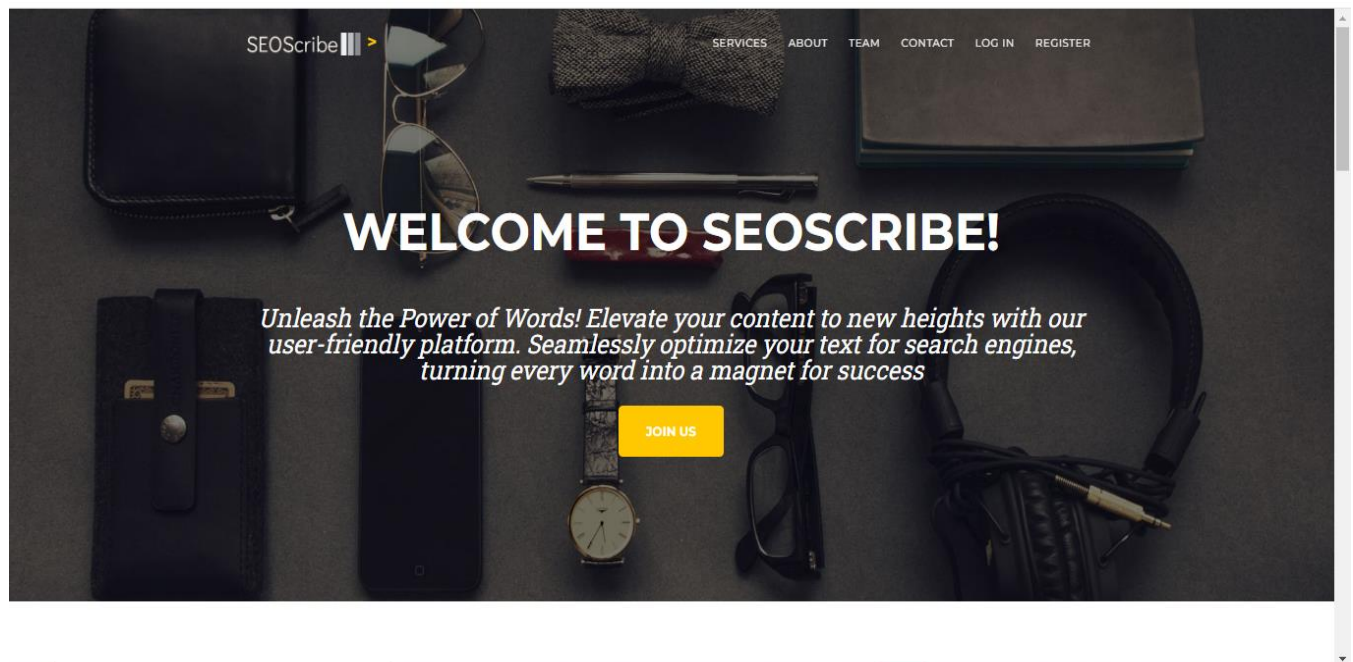 SEOScribe >
SERVICES ABOUT TEAM CONTACT LOG IN REGISTER
WELCOME TO SEOSCRIBE!
Unleash the Power of Words! Elevate your content to new heights with our
user-friendly platform. Seamlessly optimize your text for search engines,
turning every word into a magnet for success
JOIN US